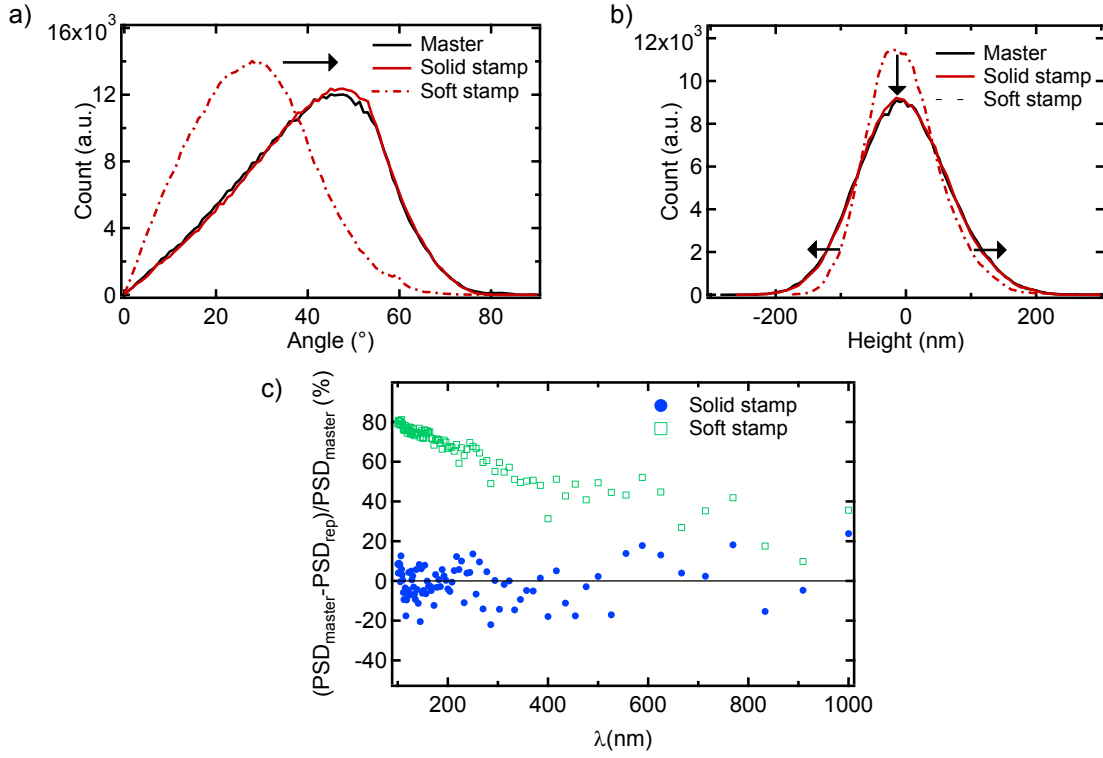 a)
16x10³
12
8
4
0
Count (a.u.)
0 20 40 60 80
Angle (°)
Master
Solid stamp
Soft stamp
b)
12x10³
10
8
6
4
2
0
Count (a.u.)
-200 0 200
Height (nm)
Master
Solid stamp
Soft stamp
c)
(PSD_master-PSD_rep)/PSD_master (%)
80
60
40
20
0
-20
-40
200 400 600 800 1000
λ(nm)
Solid stamp
Soft stamp